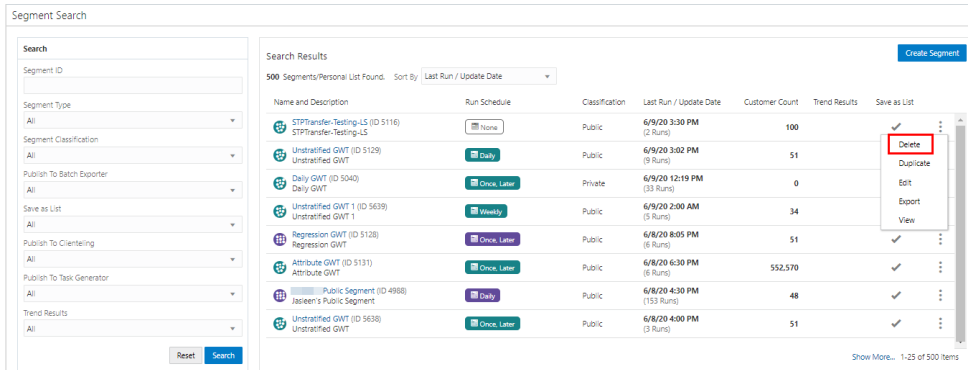 Segment Search
Search
Segment ID
Segment Type
All
Segment Classification
All
Publish To Batch Exporter
All
Save as List
All
Publish To Clienteling
All
Publish To Task Generator
All
Trend Results
All
Reset Search
Search Results
Create Segment
500 Segments/Personal List Found. Sort By Last Run / Update Date
Name and Description Run Schedule Classification Last Run / Update Date Customer Count Trend Results Save as List
STPTransfer-Testing-LS (ID 5116) None Public 6/9/20 3:30 PM 100
STPTransfer-Testing-LS (2 Runs)
Unstratified GWT (ID 5129) Daily Public 6/9/20 3:02 PM 51
Unstratified GWT (9 Runs)
Daily GWT (ID 5040) Once, Later Private 6/9/20 12:19 PM 0
Daily GWT (33 Runs)
Unstratified GWT 1 (ID 5639) Weekly Public 6/9/20 2:00 AM 34
Unstratified GWT 1 (5 Runs)
Regression GWT (ID 5128) Once, Later Public 6/8/20 8:05 PM 51
Regression GWT (6 Runs)
Attribute GWT (ID 5131) Once, Later Public 6/8/20 6:30 PM 552,570
Attribute GWT (6 Runs)
Public Segment (ID 4988) Daily Public 6/8/20 4:30 PM 48
Jasleen's Public Segment (153 Runs)
Unstratified GWT (ID 5638) Once, Later Public 6/8/20 4:00 PM 51
Unstratified GWT (3 Runs)
Delete
Duplicate
Edit
Export
View
Show More... 1-25 of 500 items